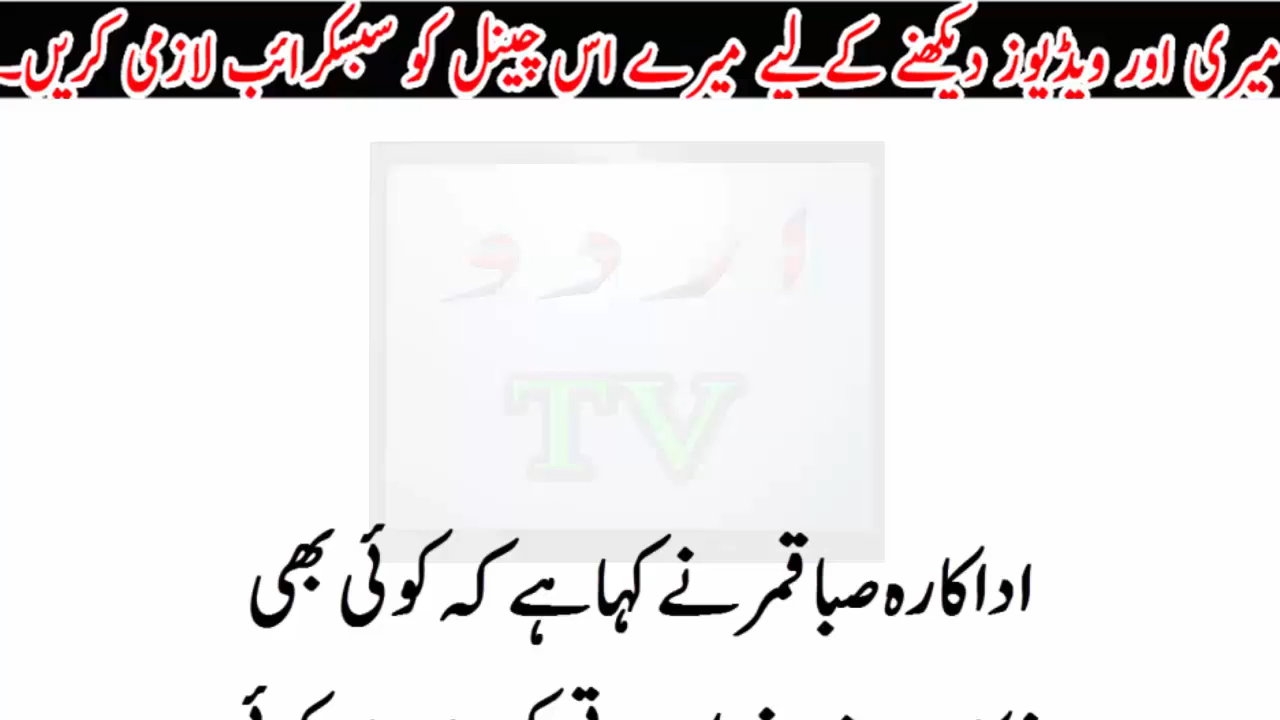 میری اور ویڈیوز دیکھنے کے لیے میرے اس چینل کو سبسکرائب لازمی کریں۔
اردو
TV
اداکارہ صبا قمر نے کہا ہے کہ کوئی بھی